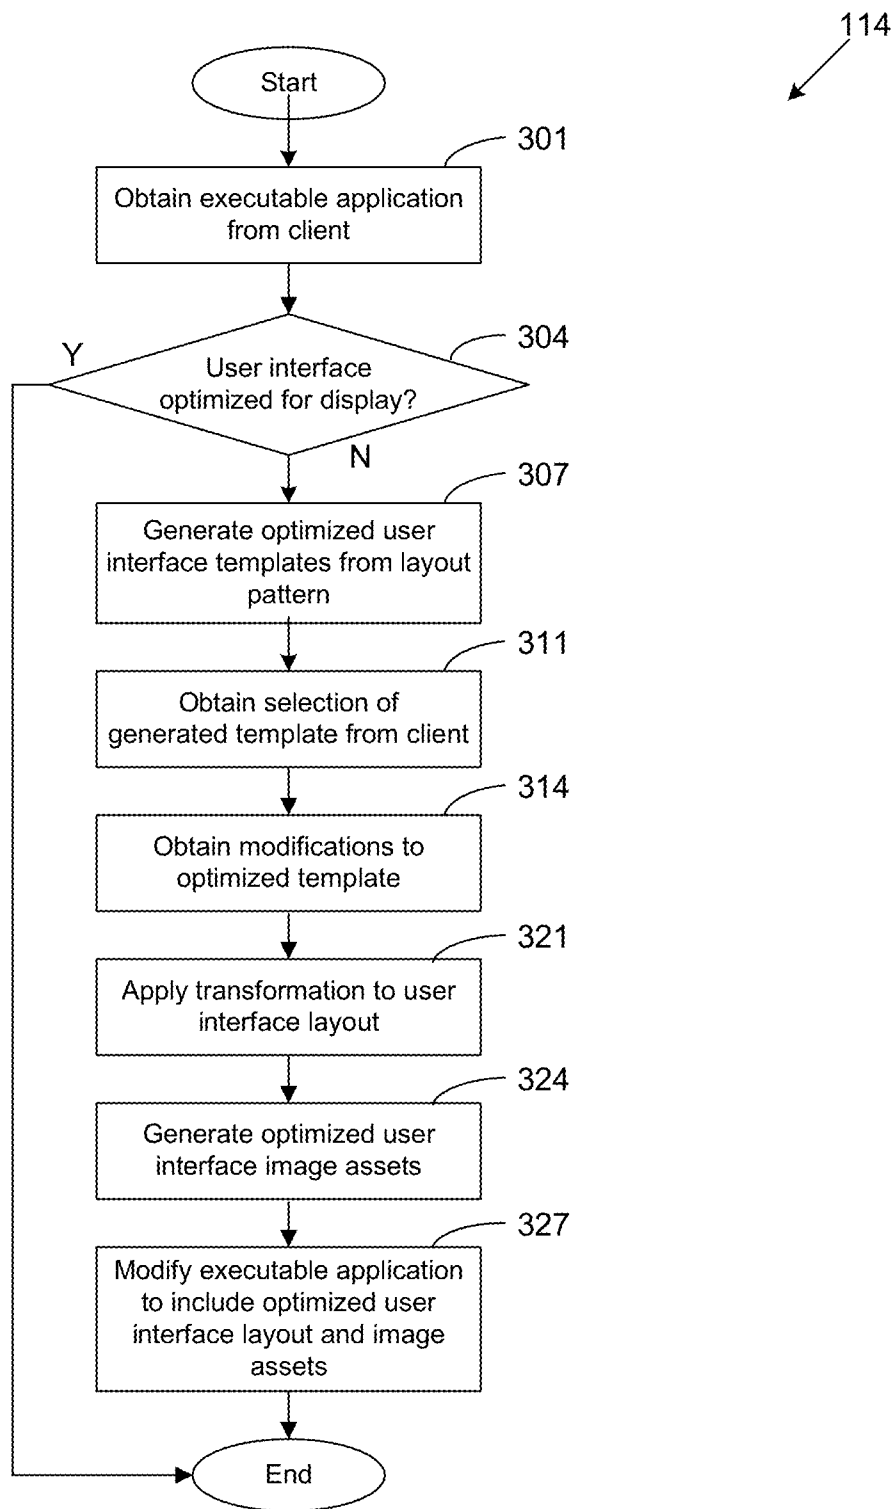 114
Start
301
Obtain executable application
from client
304
Y
User interface
optimized for display?
N
307
Generate optimized user
interface templates from layout
pattern
311
Obtain selection of
generated template from client
314
Obtain modifications to
optimized template
321
Apply transformation to user
interface layout
324
Generate optimized user
interface image assets
327
Modify executable application
to include optimized user
interface layout and image
assets
End